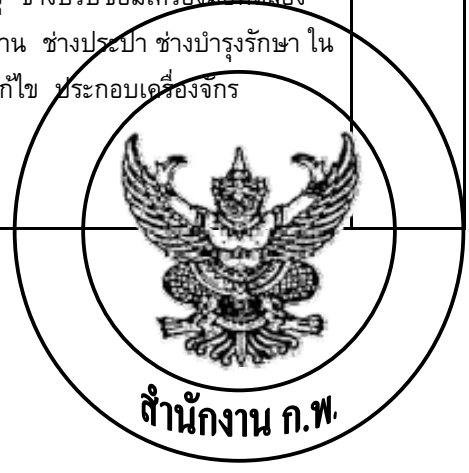 าน ช่างประปา ช่างบำรุงรักษา ใน
ก้ไข ประกอบเครื่องจักร
สำนักงาน ก.พ.